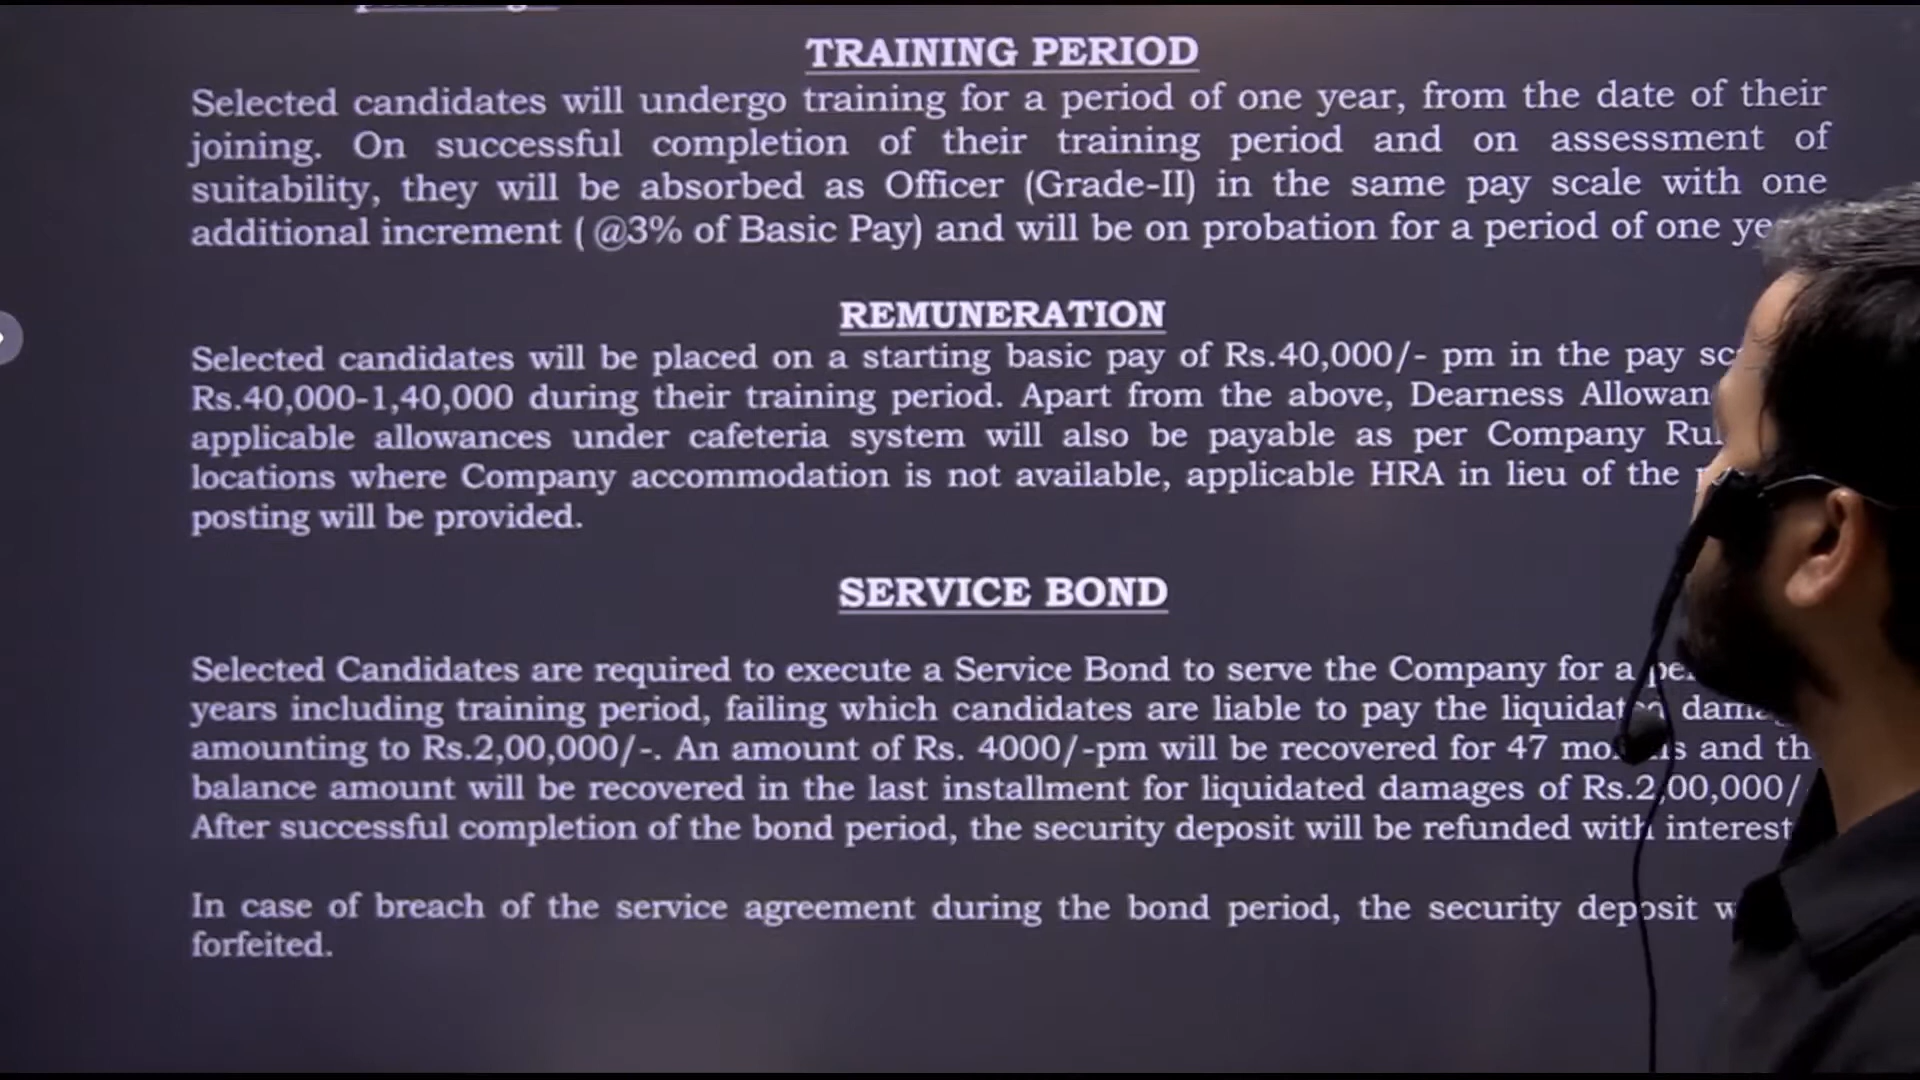 TRAINING PERIOD
Selected candidates will undergo training for a period of one year, from the date of their
joining. On successful completion of their training period and on assessment of
suitability, they will be absorbed as Officer (Grade-II) in the same pay scale with one
additional increment ( @3% of Basic Pay) and will be on probation for a period of one
REMUNERATION
Selected candidates will be placed on a starting basic pay of Rs.40,000/- pm in the pay
Rs.40,000-1,40,000 during their training period. Apart from the above, Dearness
applicable allowances under cafeteria system will also be payable as per Company
locations where Company accommodation is not available, applicable HRA in lieu of the
posting will be provided.
SERVICE BOND
Selected Candidates are required to execute a Service Bond to serve the Company for a
years including training period, failing which candidates are liable to pay the liquidated
amounting to Rs.2,00,000/-. An amount of Rs. 4000/-pm will be recovered for 47 months and
balance amount will be recovered in the last installment for liquidated damages of Rs.2,00,000/
After successful completion of the bond period, the security deposit will be refunded with interest
In case of breach of the service agreement during the bond period, the security deposit
forfeited.